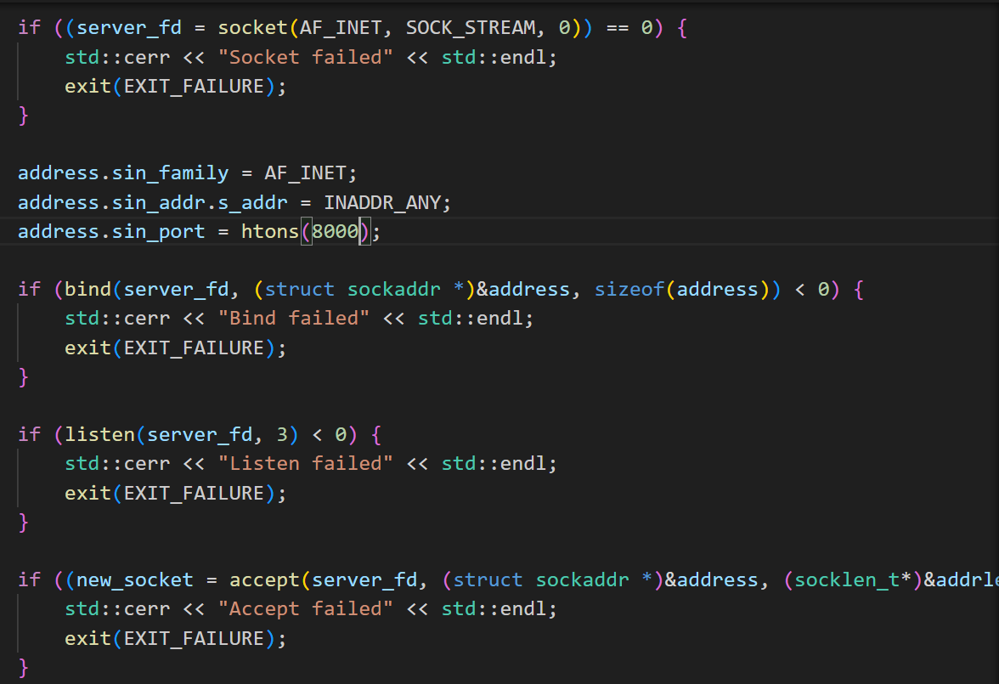 if ((server_fd = socket(AF_INET, SOCK_STREAM, 0)) == 0) {
    std::cerr << "Socket failed" << std::endl;
    exit(EXIT_FAILURE);
}
address.sin_family = AF_INET;
address.sin_addr.s_addr = INADDR_ANY;
address.sin_port = htons(8000);
if (bind(server_fd, (struct sockaddr *)&address, sizeof(address)) < 0) {
    std::cerr << "Bind failed" << std::endl;
    exit(EXIT_FAILURE);
}
if (listen(server_fd, 3) < 0) {
    std::cerr << "Listen failed" << std::endl;
    exit(EXIT_FAILURE);
}
if ((new_socket = accept(server_fd, (struct sockaddr *)&address, (socklen_t*)&addrle
    std::cerr << "Accept failed" << std::endl;
    exit(EXIT_FAILURE);
}